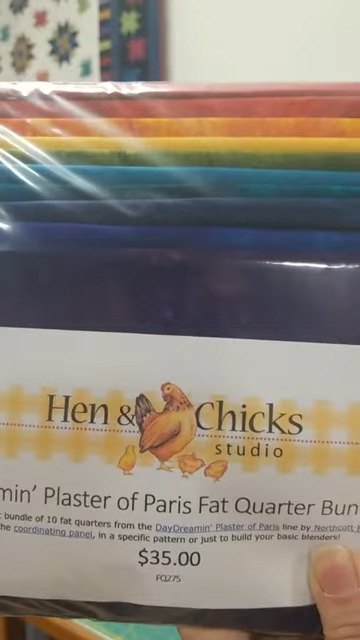 Hen & Chicks
studio
min' Plaster of Paris Fat Quarter Bun
bundle of 10 fat quarters from the DayDreamin' Plaster of Paris line by Northcott
the coordinating panel, in a specific pattern or just to build your basic blenders!
$35.00
FQ275